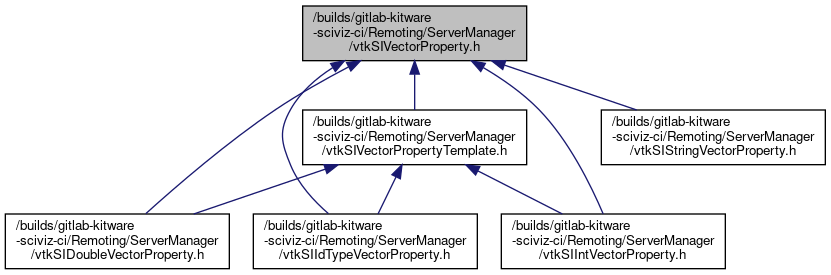 /builds/gitlab-kitware
-sciviz-ci/Remoting/ServerManager
/vtkSIVectorProperty.h
/builds/gitlab-kitware
-sciviz-ci/Remoting/ServerManager
/vtkSIVectorPropertyTemplate.h
/builds/gitlab-kitware
-sciviz-ci/Remoting/ServerManager
/vtkSIStringVectorProperty.h
/builds/gitlab-kitware
-sciviz-ci/Remoting/ServerManager
/vtkSIDoubleVectorProperty.h
/builds/gitlab-kitware
-sciviz-ci/Remoting/ServerManager
/vtkSIIdTypeVectorProperty.h
/builds/gitlab-kitware
-sciviz-ci/Remoting/ServerManager
/vtkSIIntVectorProperty.h